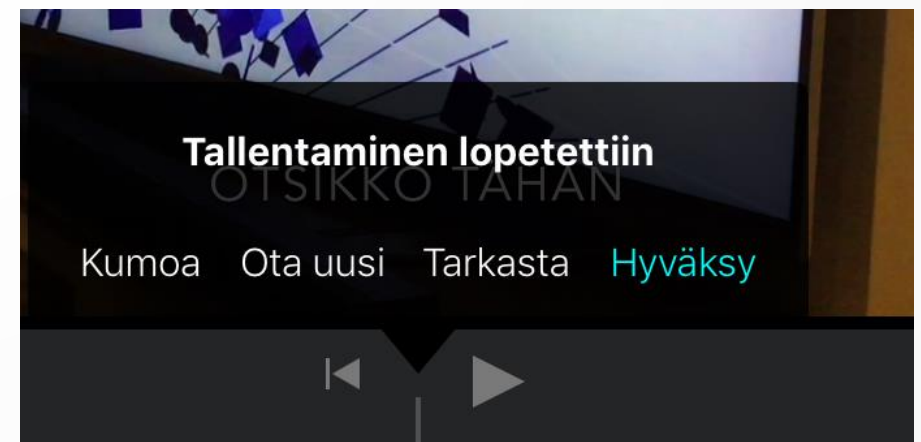 Tallentaminen lopetettiin
OTSIKKO TÄHÄN
Kumoa Ota uusi Tarkasta Hyväksy